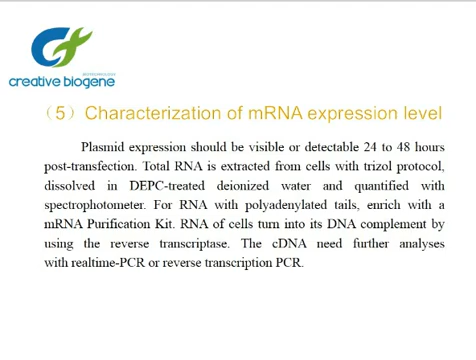 creative biogene
（5）Characterization of mRNA expression level
Plasmid expression should be visible or detectable 24 to 48 hours
post-transfection. Total RNA is extracted from cells with trizol protocol,
dissolved in DEPC-treated deionized water and quantified with
spectrophotometer. For RNA with polyadenylated tails, enrich with a
mRNA Purification Kit. RNA of cells turn into its DNA complement by
using the reverse transcriptase. The cDNA need further analyses
with realtime-PCR or reverse transcription PCR.